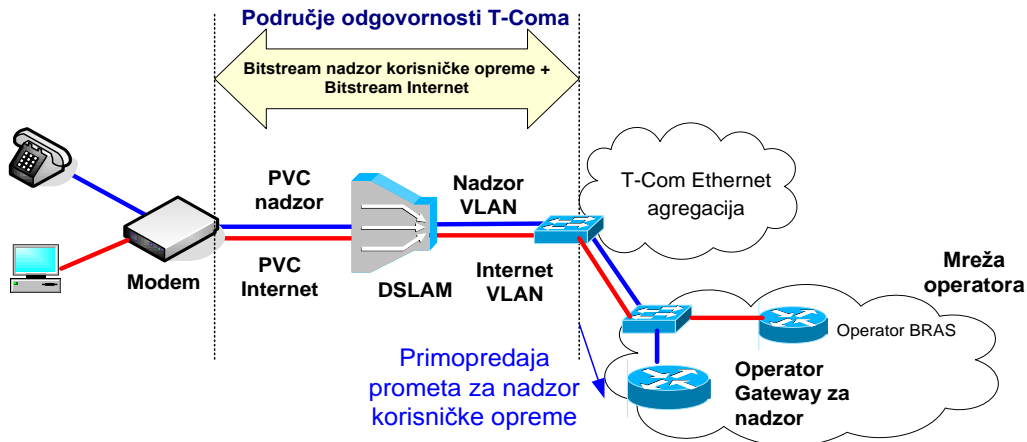 Područje odgovornosti T-Coma
Bitstream nadzor korisničke opreme +
Bitstream Internet
PVC
nadzor
Nadzor
VLAN
T-Com Ethernet
agregacija
Modem
PVC
Internet
DSLAM
Internet
VLAN
Mreža
operatora
Operator BRAS
Primopredaja
prometa za nadzor
korisničke opreme
Operator
Gateway za
nadzor